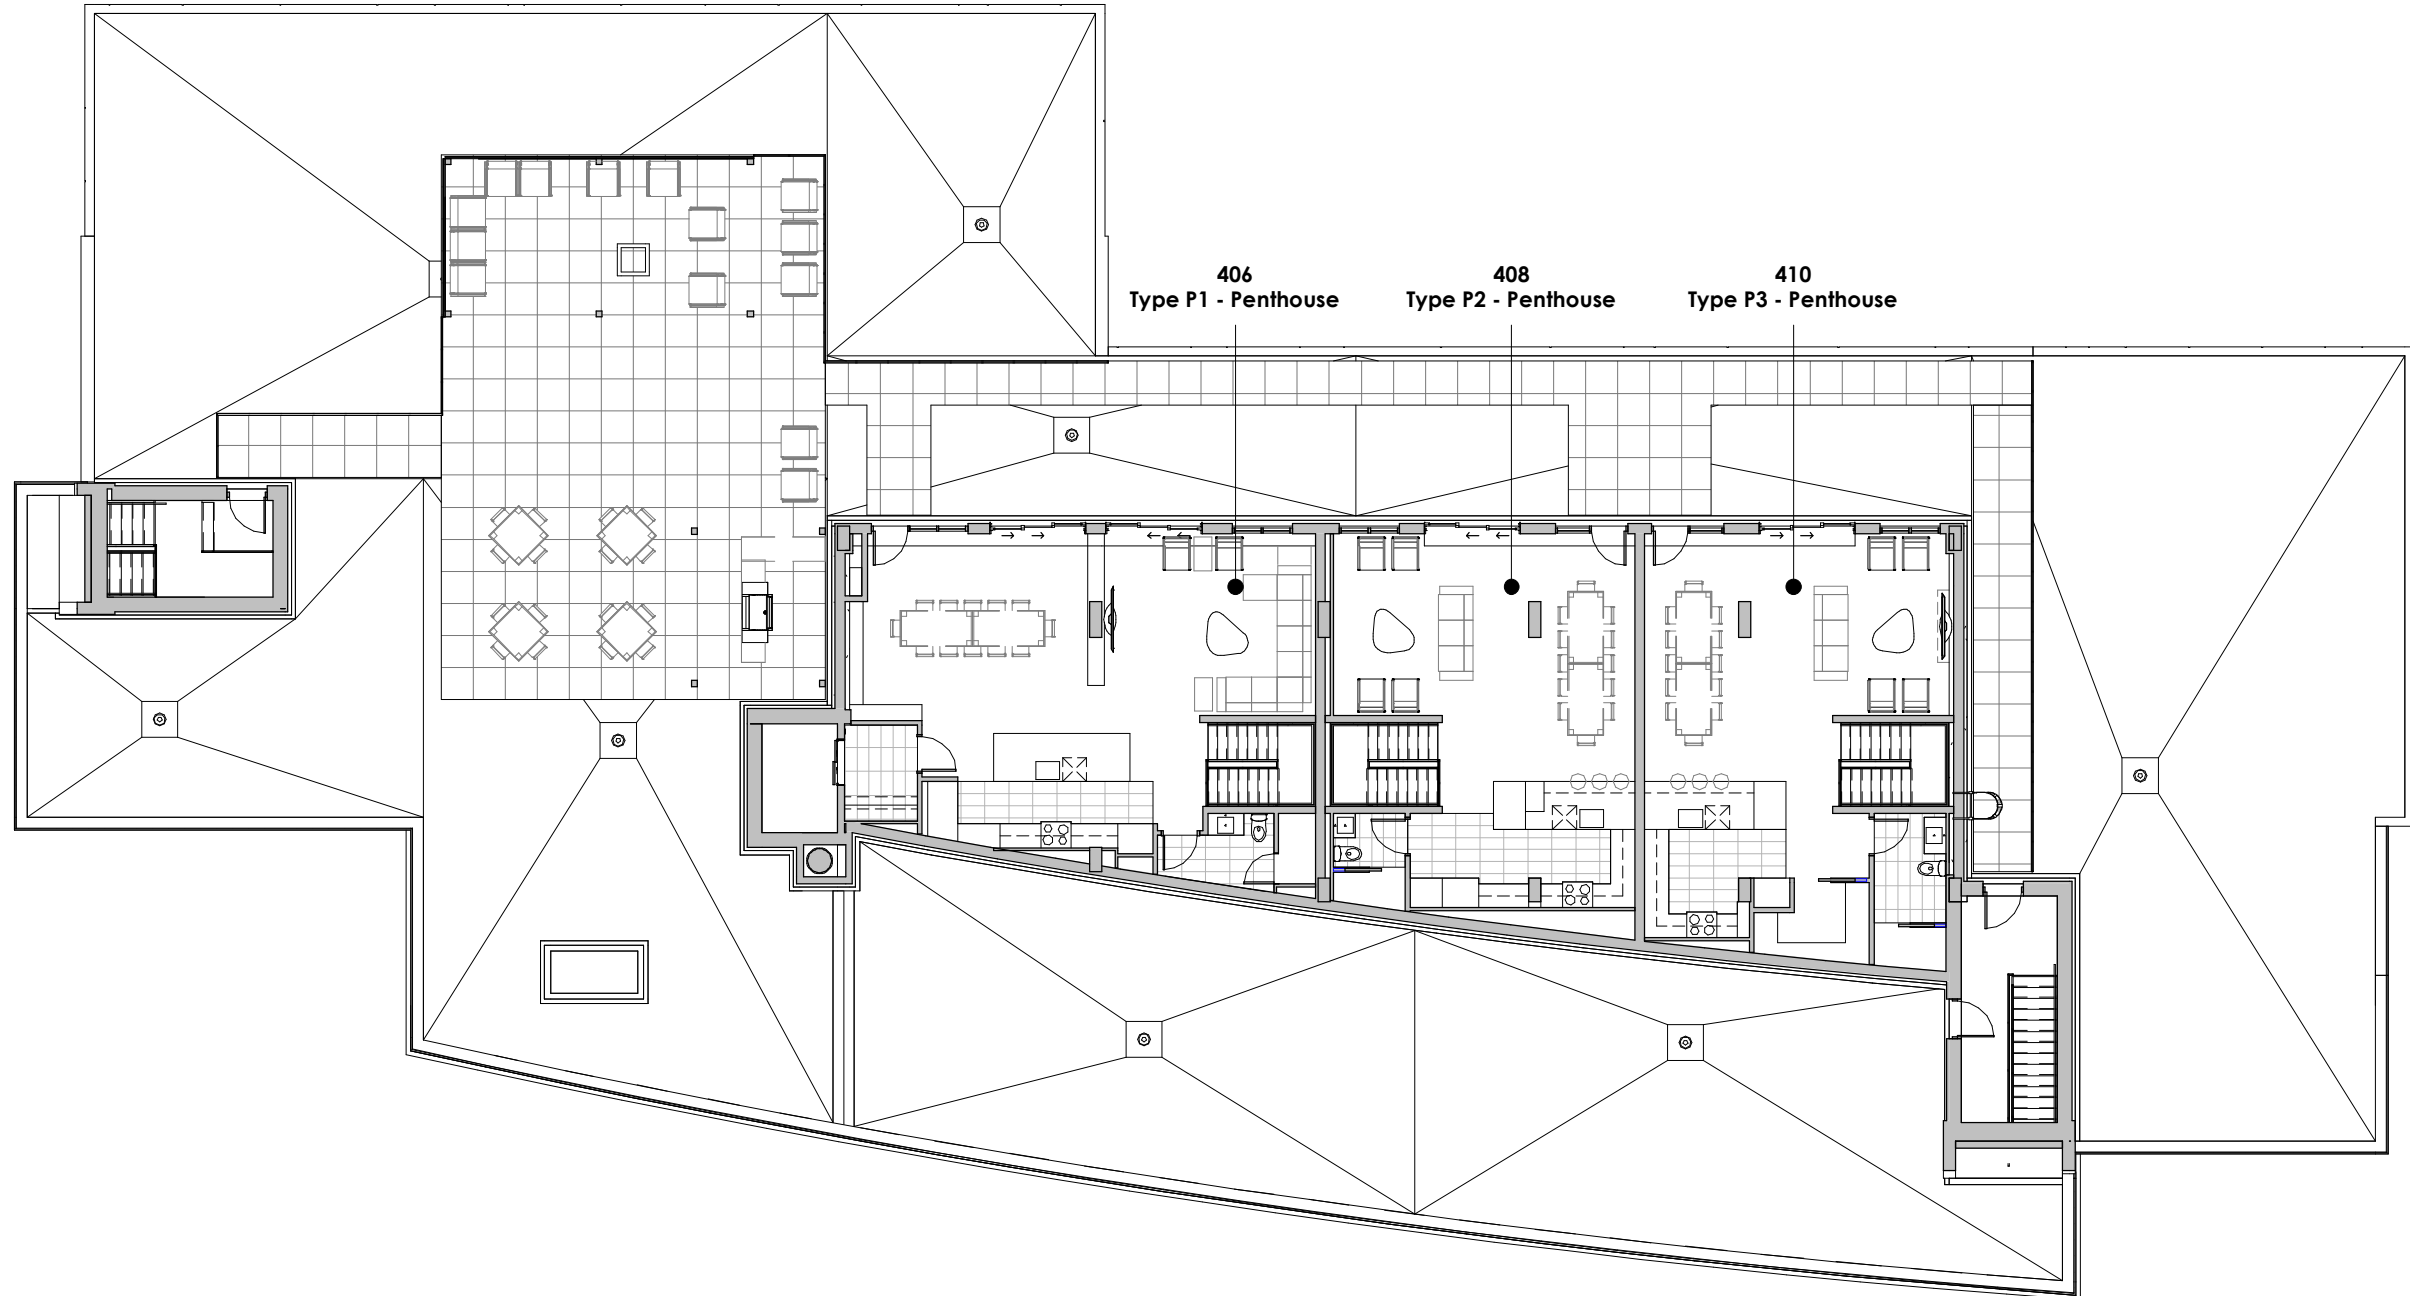 406
Type P1 - Penthouse
408
Type P2 - Penthouse
410
Type P3 - Penthouse